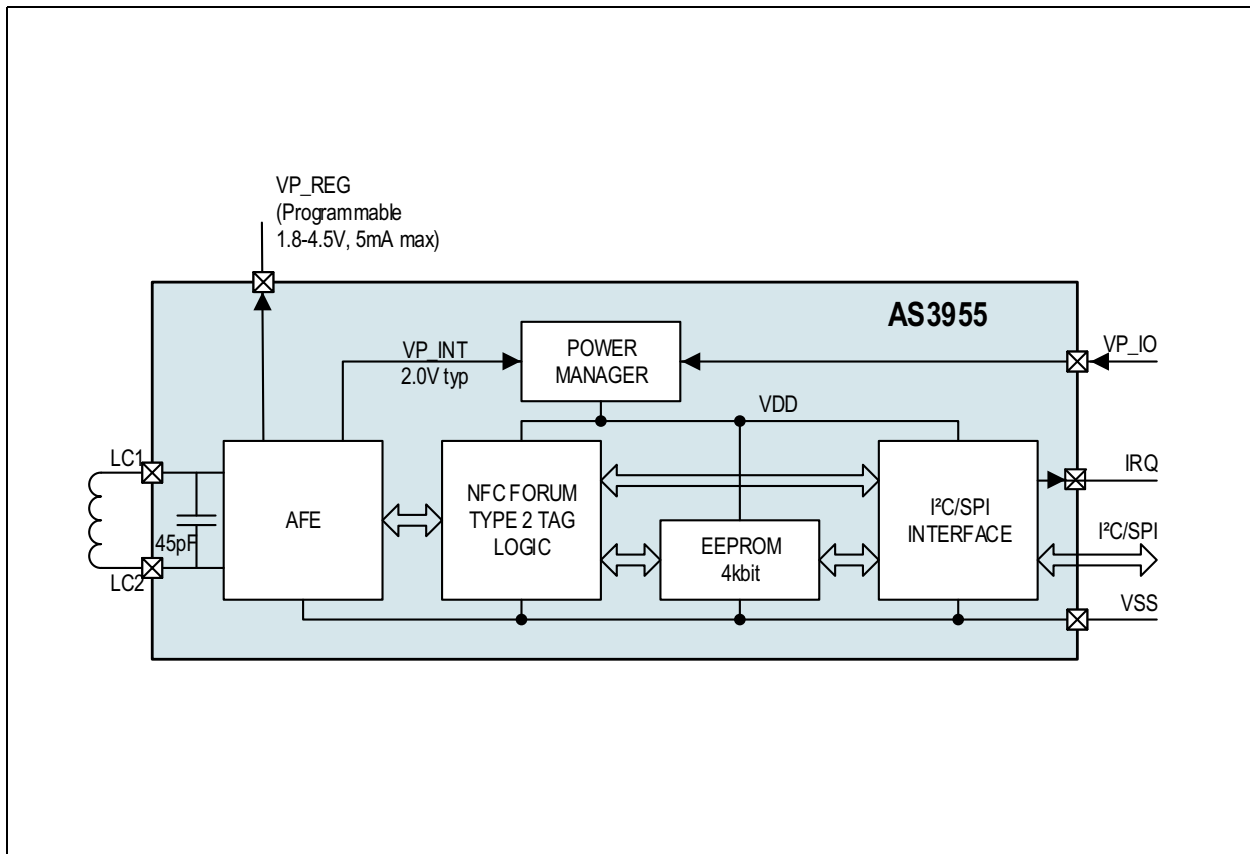 VP_REG
(Programmable
1.8-4.5V, 5mA max)
AS3955
VP_INT
2.0V typ
POWER
MANAGER
VP_IO
VDD
LC1
IRQ
AFE
NFC FORUM
TYPE 2 TAG
LOGIC
I²C/SPI
INTERFACE
I²C/SPI
45pF
EEPROM
4kbit
LC2
VSS